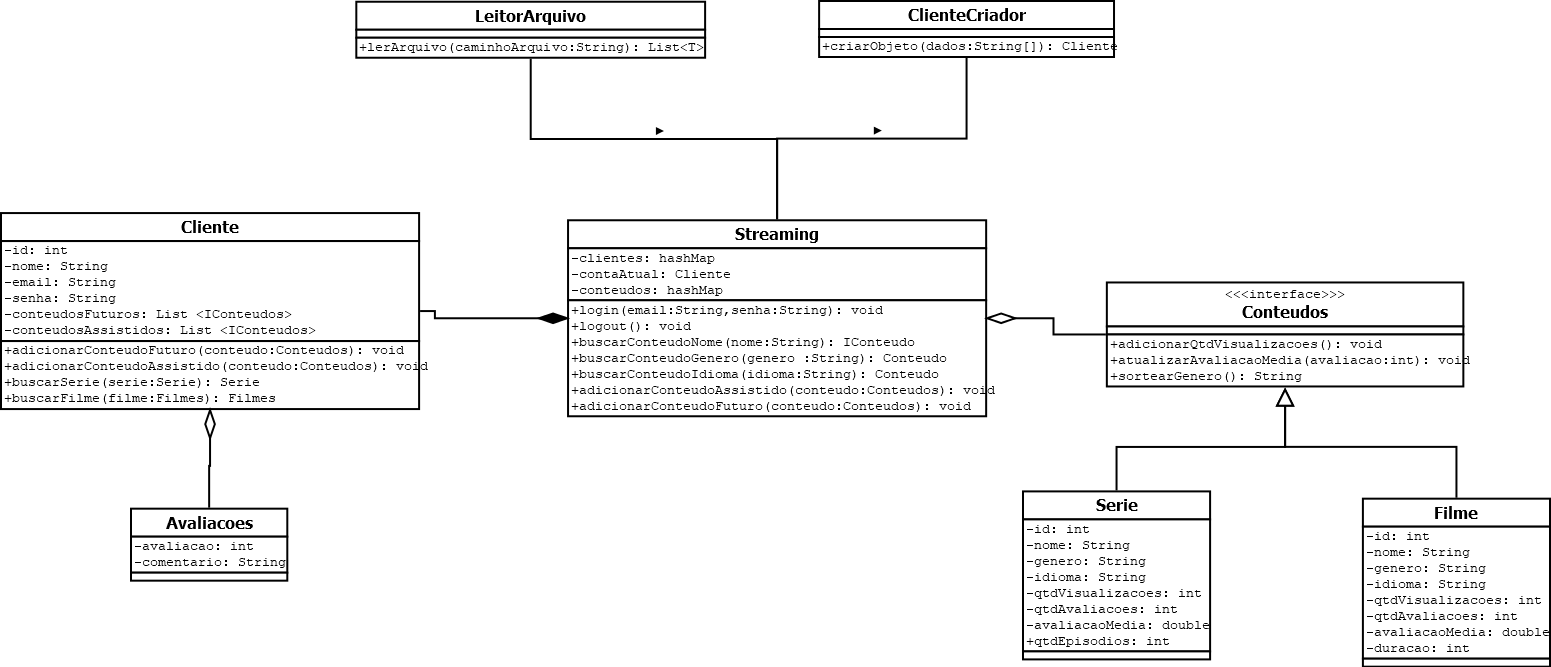 LeitorArquivo
+lerArquivo(caminhoArquivo:String): List<T>
ClienteCriador
+criarObjeto(dados:String[]): Cliente
Cliente
-id: int
-nome: String
-email: String
-senha: String
-conteudosFuturos: List <IConteudos>
-conteudosAssistidos: List <IConteudos>
+adicionarConteudoFuturo(conteudo:Conteudos): void
+adicionarConteudoAssistido(conteudo:Conteudos): void
+buscarSerie(serie:Serie): Serie
+buscarFilme(filme:Filmes): Filmes
Streaming
-clientes: hashMap
-contaAtual: Cliente
-conteudos: hashMap
+login(email:String,senha:String): void
+logout(): void
+buscarConteudoNome(nome:String): IConteudo
+buscarConteudoGenero(genero :String): Conteudo
+buscarConteudoIdioma(idioma:String): Conteudo
+adicionarConteudoAssistido(conteudo:Conteudos): void
+adicionarConteudoFuturo(conteudo:Conteudos): void
<<<interface>>>
Conteudos
+adicionarQtdVisualizacoes(): void
+atualizarAvaliacaoMedia(avaliacao:int): void
+sortearGenero(): String
Avaliacoes
-avaliacao: int
-comentario: String
Serie
-id: int
-nome: String
-genero: String
-idioma: String
-qtdVisualizacoes: int
-qtdAvaliacoes: int
-avaliacaoMedia: double
+qtdEpisodios: int
Filme
-id: int
-nome: String
-genero: String
-idioma: String
-qtdVisualizacoes: int
-qtdAvaliacoes: int
-avaliacaoMedia: double
-duracao: int